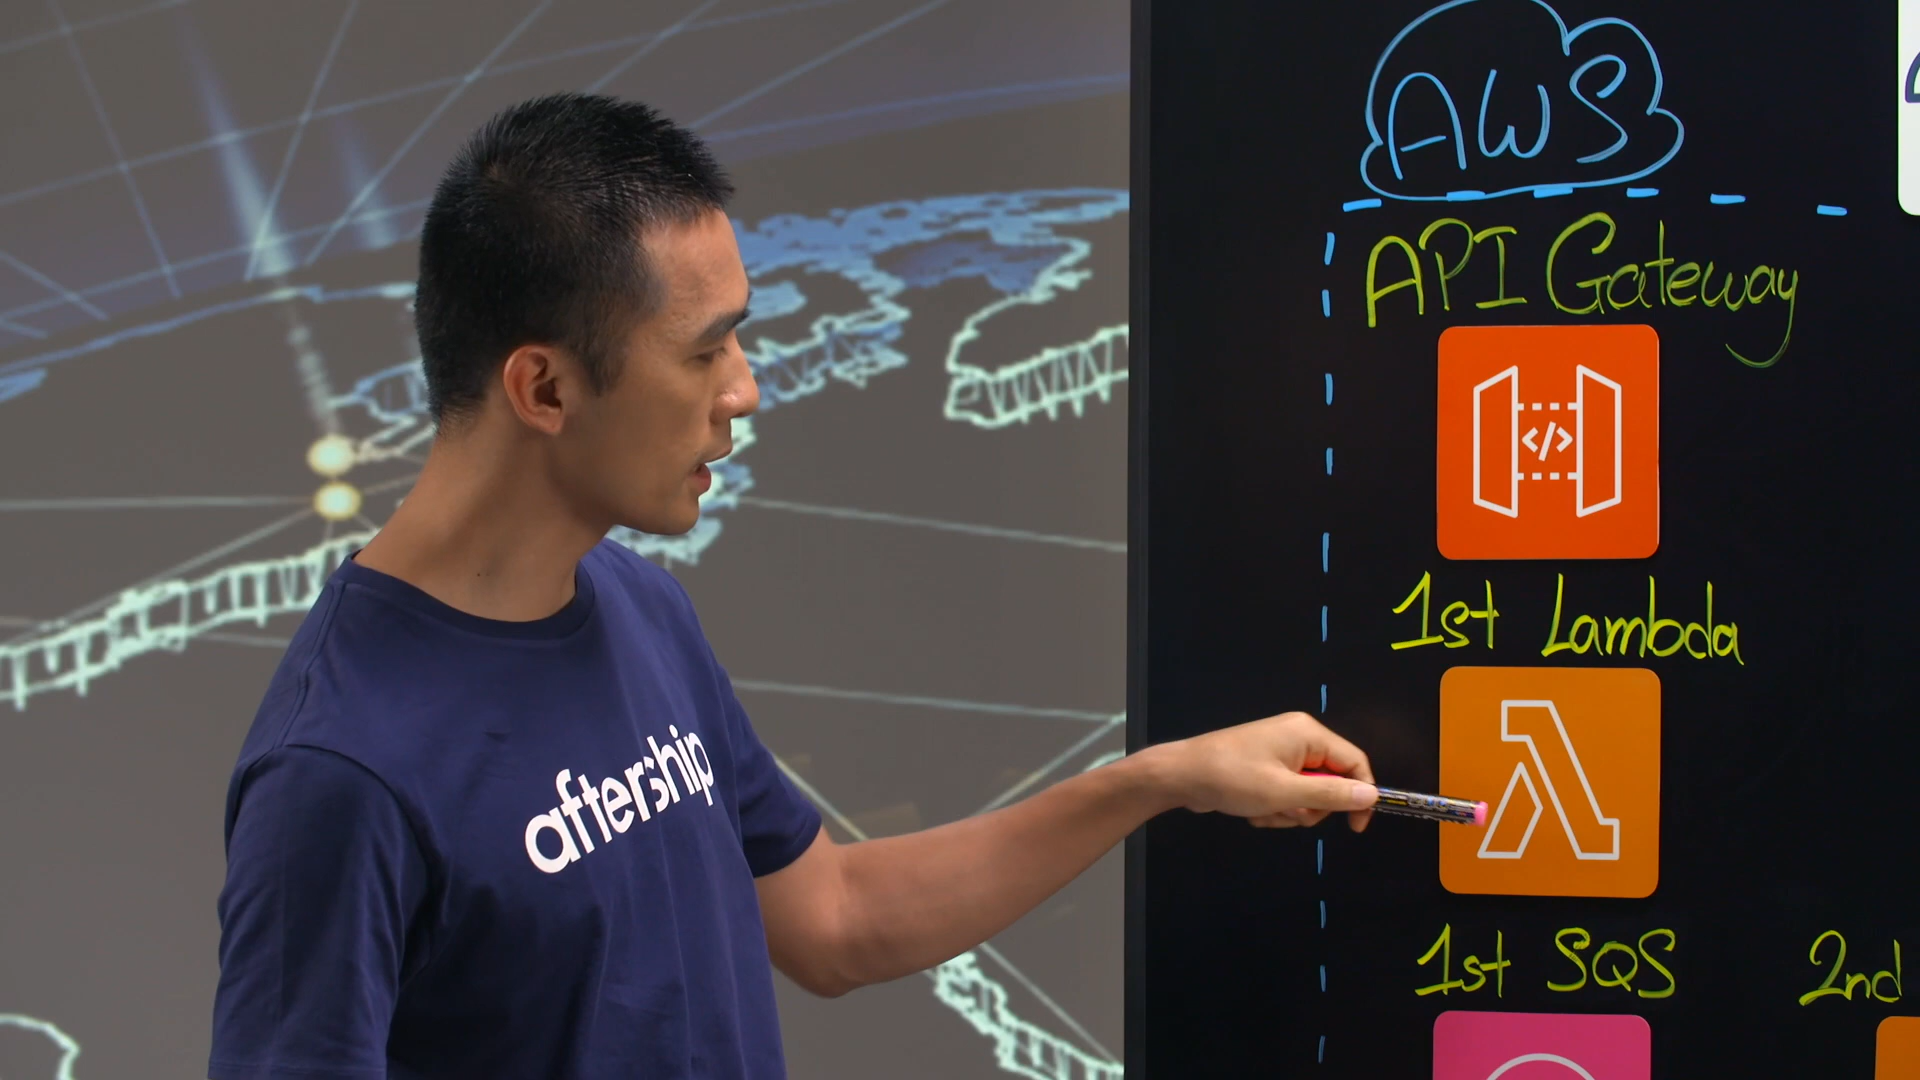 AWS
API Gateway
</>
1st Lambda
aftership
1st SQS
2nd